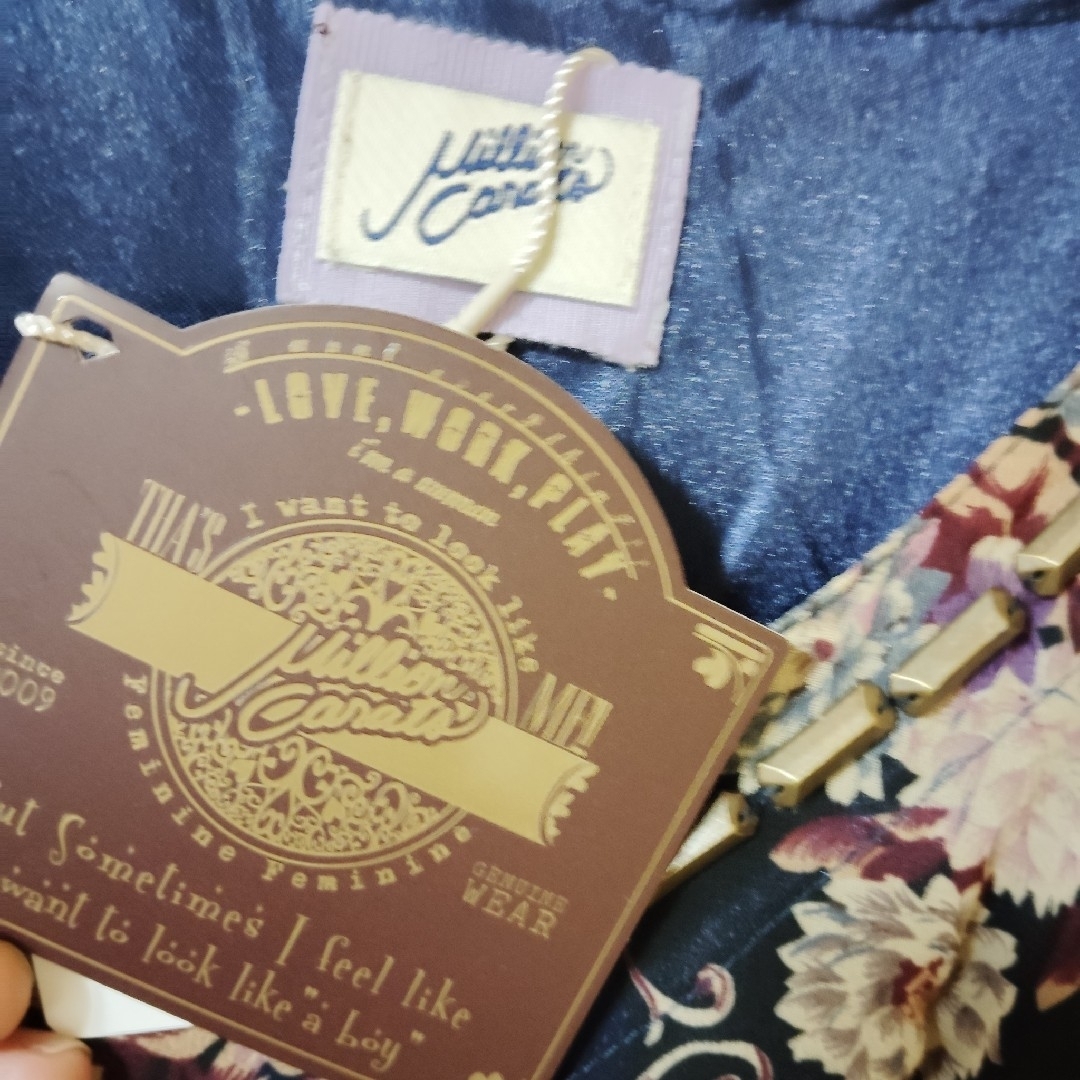 Million
Carats
-LOVE, WORK, PLAY-
I'm a woman
I want to look like
THA'S
Million
Carats
ME!
since
2009
Feminine Feminine
GENUINE
WEAR
but Sometimes I feel like
want to look like "a boy"